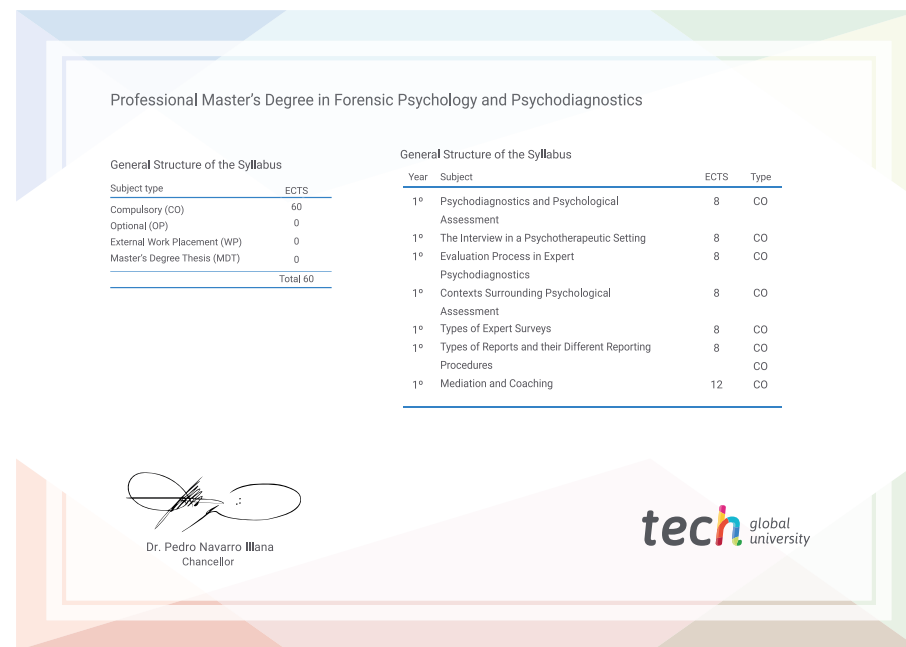 Professional Master's Degree in Forensic Psychology and Psychodiagnostics
General Structure of the Syllabus
Subject type ECTS
Compulsory (CO) 60
Optional (OP) 0
External Work Placement (WP) 0
Master's Degree Thesis (MDT) 0
Total 60
General Structure of the Syllabus
Year Subject ECTS Type
1º Psychodiagnostics and Psychological 8 CO
Assessment
1º The Interview in a Psychotherapeutic Setting 8 CO
1º Evaluation Process in Expert 8 CO
Psychodiagnostics
1º Contexts Surrounding Psychological 8 CO
Assessment
1º Types of Expert Surveys 8 CO
1º Types of Reports and their Different Reporting 8 CO
Procedures CO
1º Mediation and Coaching 12 CO
Dr. Pedro Navarro Illana
Chancellor
tech global
university